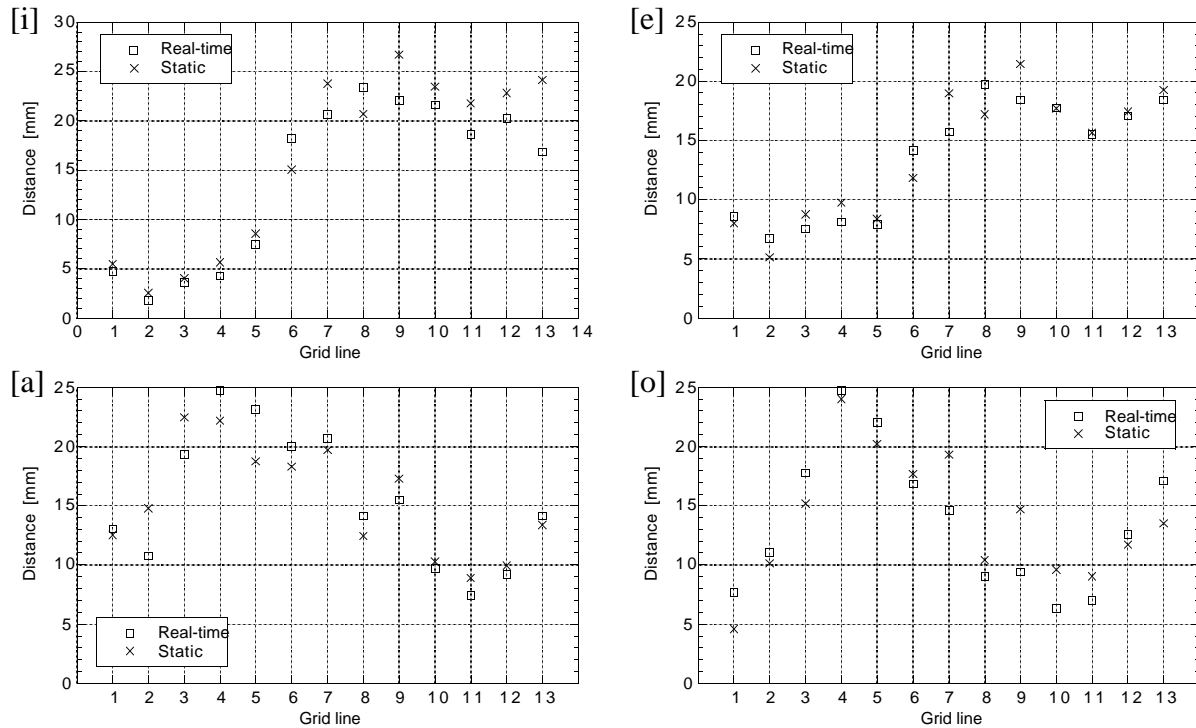 [i]
30
25
20
15
10
5
0
Distance [mm]
Real-time
Static
0 1 2 3 4 5 6 7 8 9 10 11 12 13 14
Grid line
[e]
25
20
15
10
5
0
Distance [mm]
Real-time
Static
1 2 3 4 5 6 7 8 9 10 11 12 13
Grid line
[a]
25
20
15
10
5
0
Distance [mm]
Real-time
Static
1 2 3 4 5 6 7 8 9 10 11 12 13
Grid line
[o]
25
20
15
10
5
0
Distance [mm]
Real-time
Static
1 2 3 4 5 6 7 8 9 10 11 12 13
Grid line